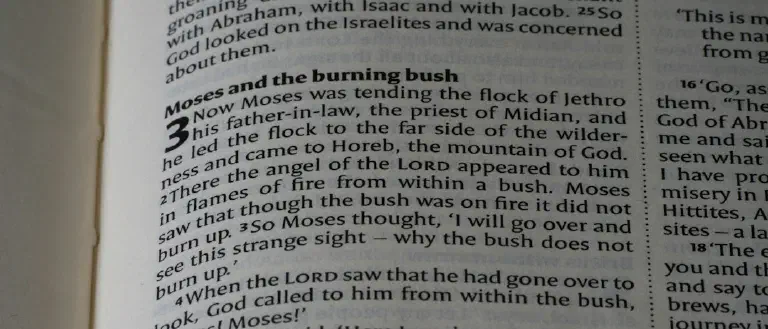 groaning
with Abraham, with Isaac and with Jacob. 25 So
God looked on the Israelites and was concerned
about them.
Moses and the burning bush
3 Now Moses was tending the flock of Jethro
his father-in-law, the priest of Midian, and
he led the flock to the far side of the wilder-
ness and came to Horeb, the mountain of God.
2 There the angel of the LORD appeared to him
in flames of fire from within a bush. Moses
saw that though the bush was on fire it did not
burn up. 3 So Moses thought, ‘I will go over and
see this strange sight – why the bush does not
burn up.’
4 When the LORD saw that he had gone over to
look, God called to him from within the bush,
! Moses!’
‘This is m
the na
from g
16 ‘Go, as
them, “The
God of Abr
me and sai
seen what
I have pro
misery in
Hittites, A
sites – a la
18 ‘The e
you and th
and say to
brews, ha
journey i